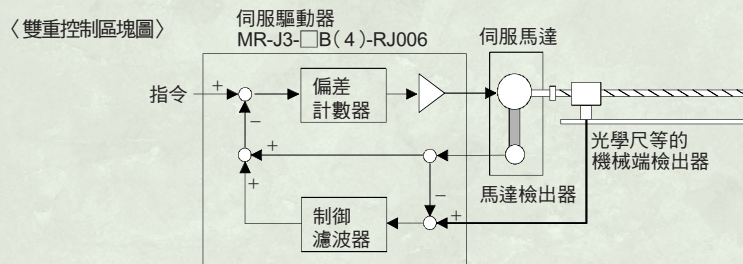 〈雙重控制區塊圖〉
伺服驅動器
MR-J3-□B(4)-RJ006
伺服馬達
指令
+
偏差
計數器
−
+
光學尺等的
機械端檢出器
馬達檢出器
+
−
+
制御
濾波器